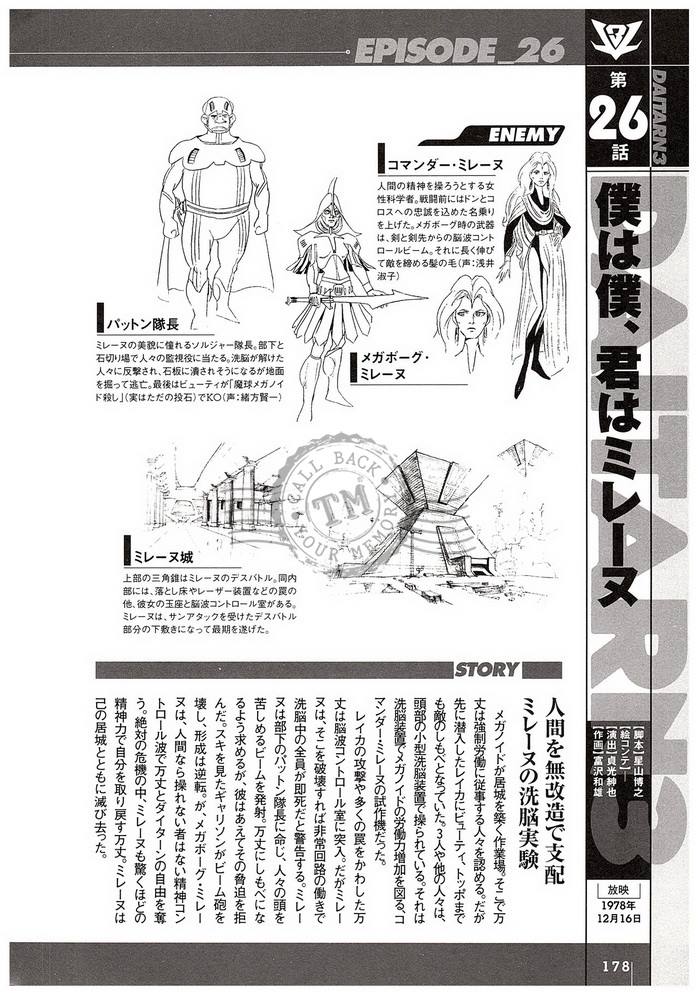 EPISODE_26
第
26
話
DAITARN3
DAITARN3
僕は僕、君はミレーヌ
【脚本】星山博之
【絵コンテ】―
【演出】貞光紳也
【作画】富沢和雄
放映
1978年
12月16日
ENEMY
コマンダー・ミレーヌ
人間の精神を操ろうとする女
性科学者。戦闘前にはドンとコ
ロスへの忠誠を込めた名乗り
を上げた。メガボーグ時の武器
は、剣と剣先からの脳波コント
ロールビーム。それに長く伸び
て敵を締める髪の毛(声:浅井
淑子)
パットン隊長
ミレーヌの美貌に憧れるソルジャー隊長。部下と
石切り場で人々の監視役に当たる。洗脳が解けた
人々に反撃され、石板に潰されそうになるが地面
を掘って逃亡。最後はビューティが「魔球メガノイ
ド殺し」(実はただの投石)でKO(声:緒方賢一)
メガボーグ・
ミレーヌ
CALL BACK
TM
YOUR MEMORY
ミレーヌ城
上部の三角錐はミレーヌのデスバトル。同内
部には、落とし床やレーザー装置などの罠の
他、彼女の玉座と脳波コントロール室がある。
ミレーヌは、サンアタックを受けたデスバトル
部分の下敷きになって最期を遂げた。
STORY
人間を無改造で支配
ミレーヌの洗脳実験
メガノイドが居城を築く作業場。そこで万
丈は強制労働に従事する人々を認める。だが
先に潜入したレイカにビューティ、トッポまで
も敵のしもべとなっていた。3人や他の人々は、
頭部の小型洗脳装置で操られている。それは
洗脳装置でメガノイドの労働力増加を図る、コ
マンダー・ミレーヌの試作機だった。
レイカの攻撃や多くの罠をかわした万
丈は脳波コントロール室に突入。だがミレー
ヌは、そこを破壊すれば非常回路の働きで
洗脳中の全員が即死だと警告する。ミレー
ヌは部下のパットン隊長に命じ、人々の頭を
苦しめるビームを発射。万丈にしもべにな
るよう求めるが、彼はあえてその脅迫を拒
んだ。スキを見たギャリソンがビーム砲を
壊し、形成は逆転。が、メガボーグ・ミレー
ヌは、人間なら操れない者はない精神コン
トロール波で万丈とダイターンの自由を奪
う。絶対の危機の中、ミレーヌも驚くほどの
精神力で自分を取り戻す万丈。ミレーヌは
己の居城とともに滅び去った。
178